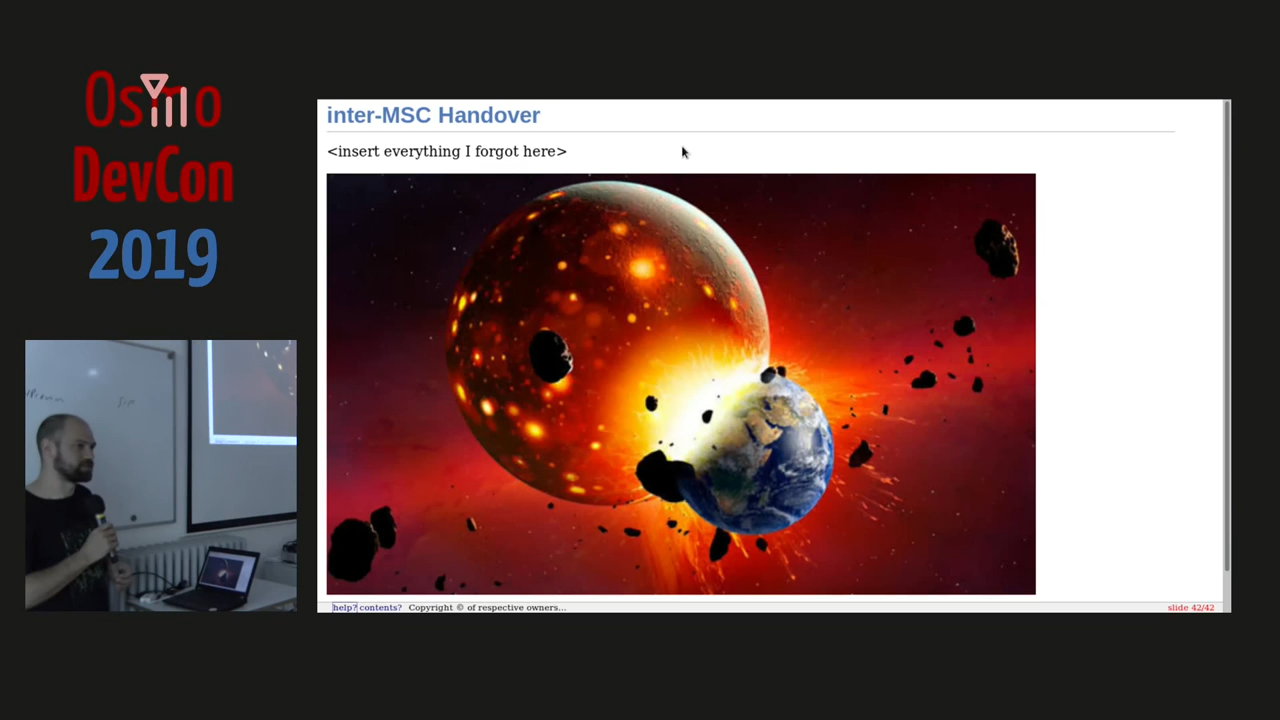 Osmo
DevCon
2019
inter-MSC Handover
<insert everything I forgot here>
help? contents? Copyright © of respective owners...
slide 42/42